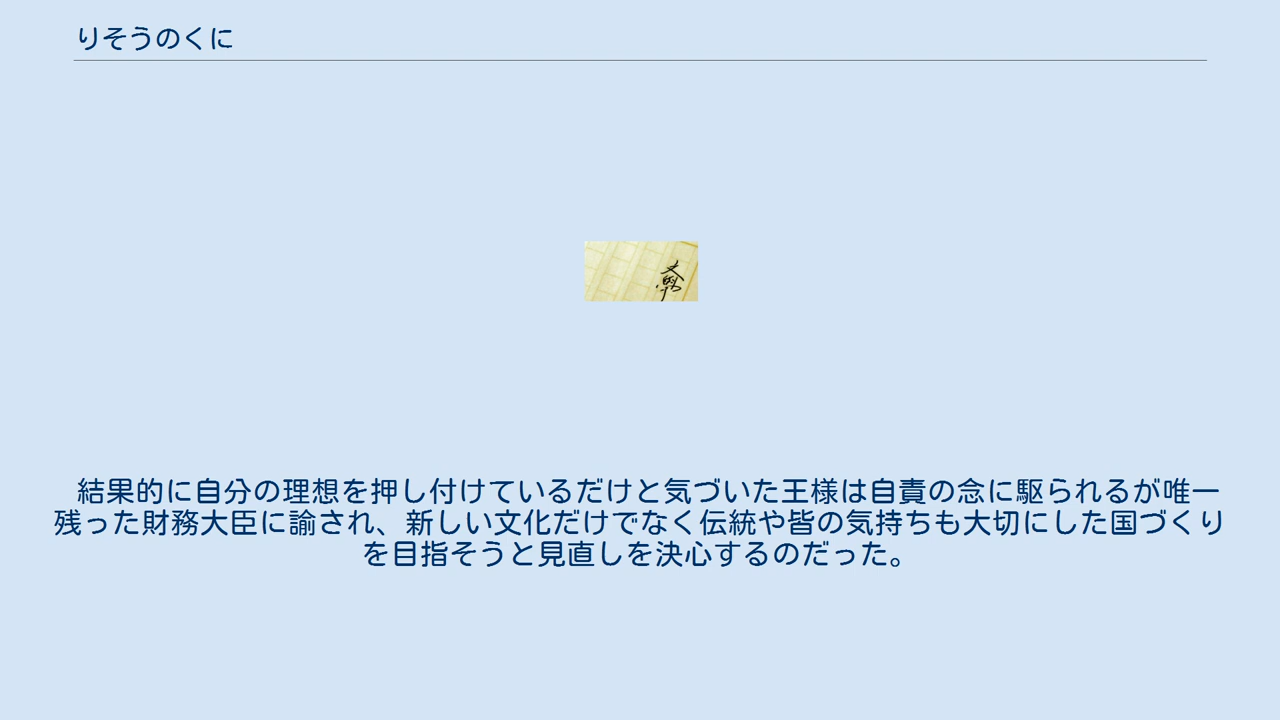 りそうのくに
結果的に自分の理想を押し付けているだけと気づいた王様は自責の念に駆られるが唯一
残った財務大臣に諭され、新しい文化だけでなく伝統や皆の気持ちも大切にした国づくり
を目指そうと見直しを決心するのだった。